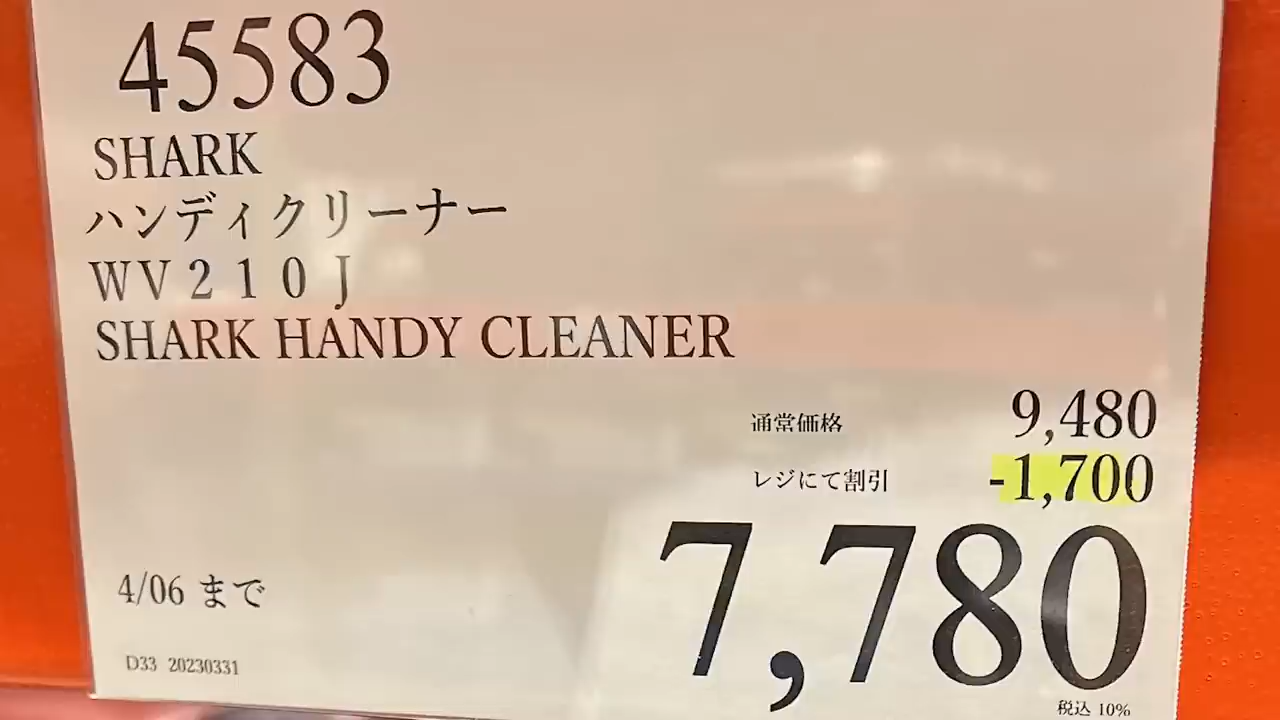 45583
SHARK
ハンディクリーナー
WV210J
SHARK HANDY CLEANER
通常価格 9,480
レジにて割引 -1,700
7,780
4/06 まで
D33 20230331
税込 10%